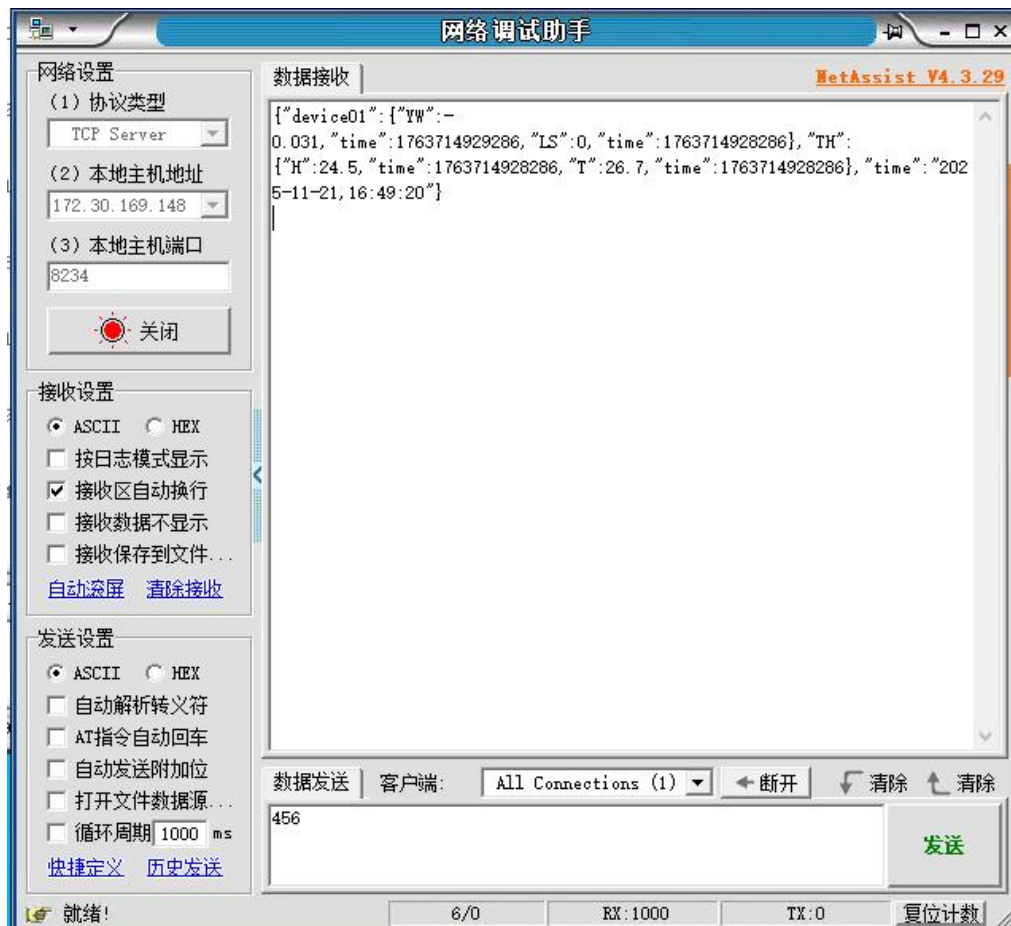 网络调试助手
网络设置
(1) 协议类型
TCP Server
(2) 本地主机地址
172.30.169.148
(3) 本地主机端口
8234
关闭
接收设置
ASCII HEX
按日志模式显示
接收区自动换行
接收数据不显示
接收保存到文件...
自动滚屏 清除接收
发送设置
ASCII HEX
自动解析转义符
AT指令自动回车
自动发送附加位
打开文件数据源...
循环周期 1000 ms
快捷定义 历史发送
数据接收 NetAssist V4.3.29
{"device01":{"YW":-
0.031,"time":1763714929286,"LS":0,"time":1763714928286},"TH":
{"H":24.5,"time":1763714928286,"T":26.7,"time":1763714928286},"time":"202
5-11-21,16:49:20"}
数据发送 客户端: All Connections (1) 断开 清除 清除
456
发送
就绪! 6/0 RX:1000 TX:0 复位计数